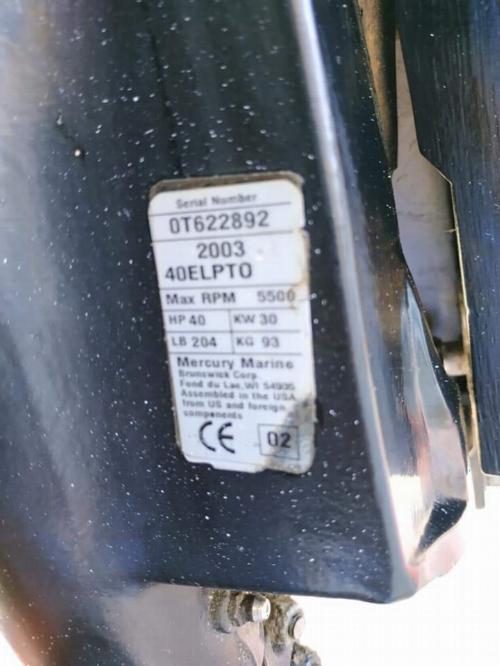 Serial Number
0T622892
2003
40ELPTO
Max RPM 5500
HP 40 KW 30
LB 204 KG 93
Mercury Marine
Brunswick Corp.
Fond du Lac, WI 54935
Assembled in the USA
from US and foreign
components
CE 02